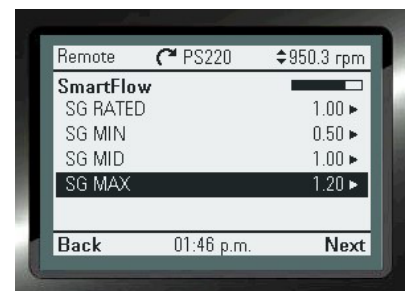 Remote PS220 950.3 rpm
SmartFlow
SG RATED 1.00
SG MIN 0.50
SG MID 1.00
SG MAX 1.20
Back 01:46 p.m. Next